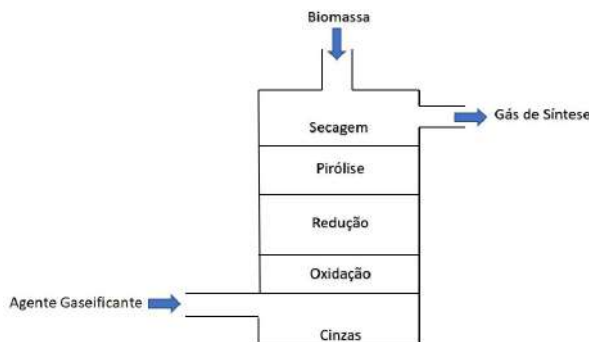 Biomassa
Gás de Síntese
Secagem
Pirólise
Redução
Oxidação
Agente Gaseificante
Cinzas